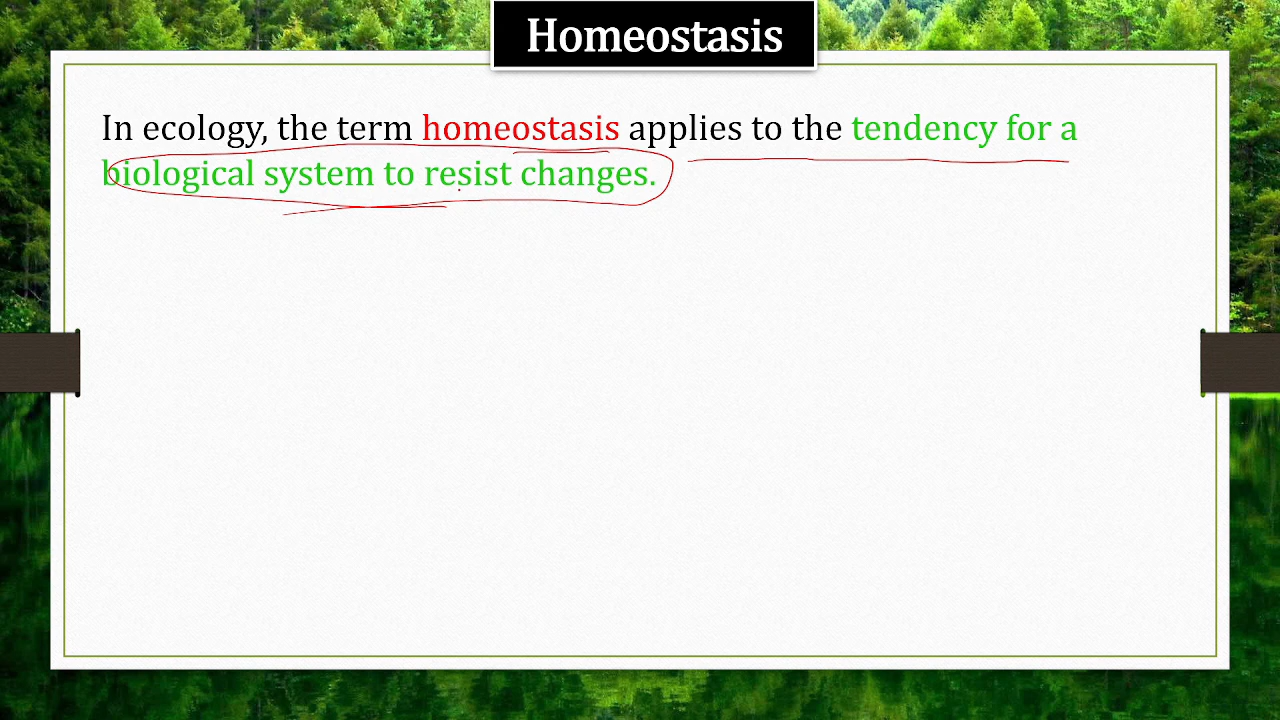 Homeostasis
In ecology, the term homeostasis applies to the tendency for a
biological system to resist changes.